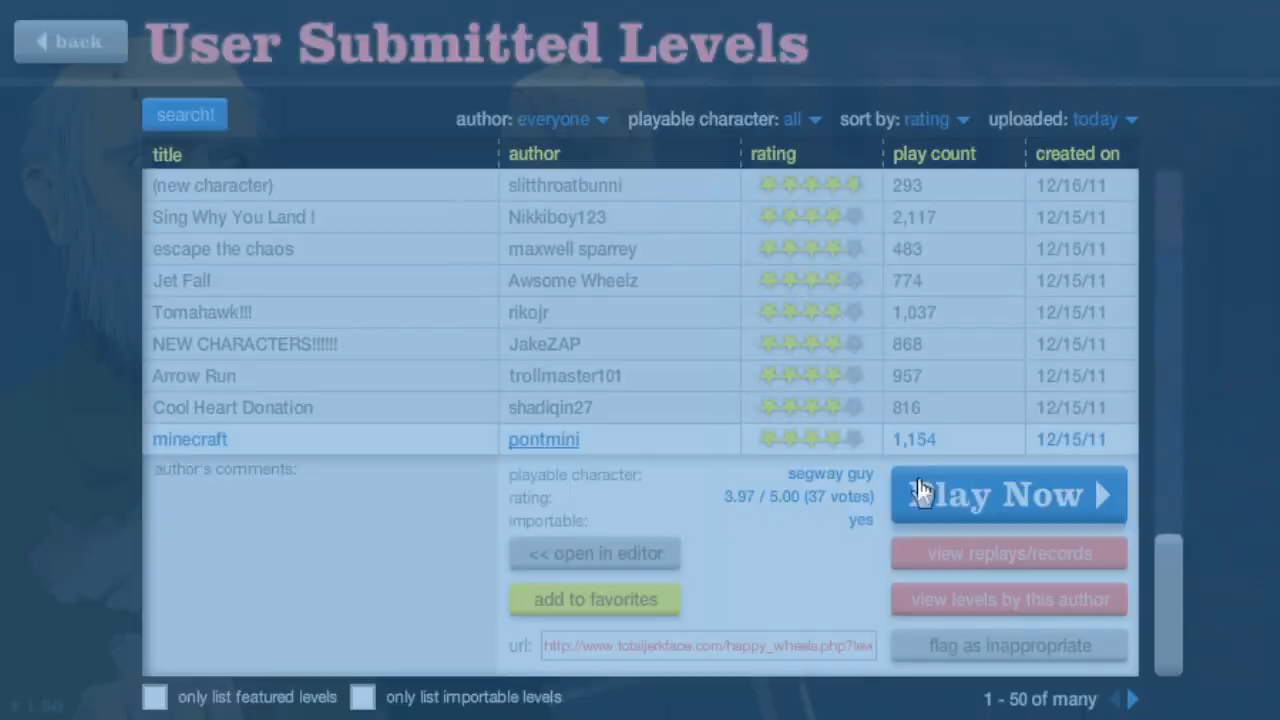 back
User Submitted Levels
search!
author: everyone playable character: all sort by: rating uploaded: today
title author rating play count created on
(new character) slitthroatbunni 293 12/16/11
Sing Why You Land ! Nikkiboy123 2,117 12/15/11
escape the chaos maxwell sparrey 483 12/15/11
Jet Fall Awsome Wheelz 774 12/15/11
Tomahawk!!! rikojr 1,037 12/15/11
NEW CHARACTERS!!!!!! JakeZAP 868 12/15/11
Arrow Run trollmaster101 957 12/15/11
Cool Heart Donation shadiqin27 816 12/15/11
minecraft pontmini 1,154 12/15/11
author's comments:
playable character: segway guy
rating: 3.97 / 5.00 (37 votes)
importable: yes
Play Now
<< open in editor
view replays/records
add to favorites
view levels by this author
url: http://www.totaljerkface.com/happy_wheels.php?lev
flag as inappropriate
only list featured levels only list importable levels
1 - 50 of many